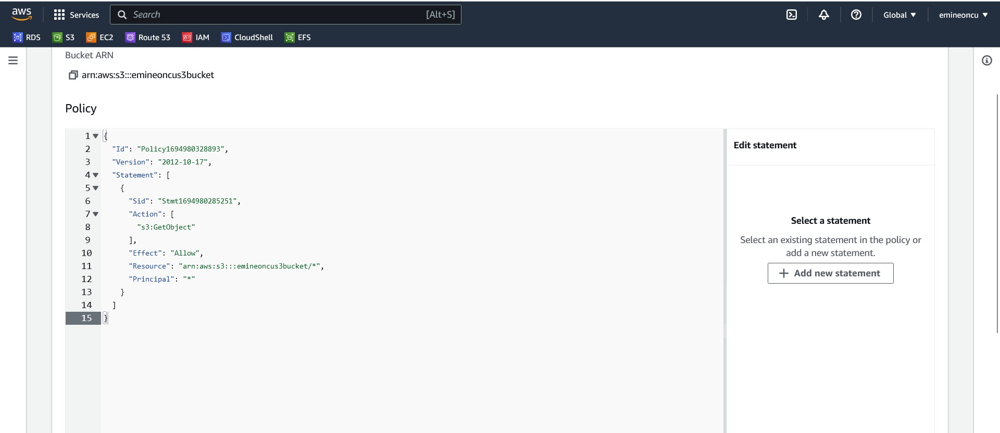 aws
Services
Search [Alt+S]
Global
emineoncu
RDS S3 EC2 Route 53 IAM CloudShell EFS
Bucket ARN
arn:aws:s3:::emineoncus3bucket
Policy
1 {
2 "Id": "Policy1694980328893",
3 "Version": "2012-10-17",
4 "Statement": [
5 {
6 "Sid": "Stmt1694980285251",
7 "Action": [
8 "s3:GetObject"
9 ],
10 "Effect": "Allow",
11 "Resource": "arn:aws:s3:::emineoncus3bucket/*",
12 "Principal": "*"
13 }
14 ]
15 }
Edit statement
Select a statement
Select an existing statement in the policy or
add a new statement.
+ Add new statement